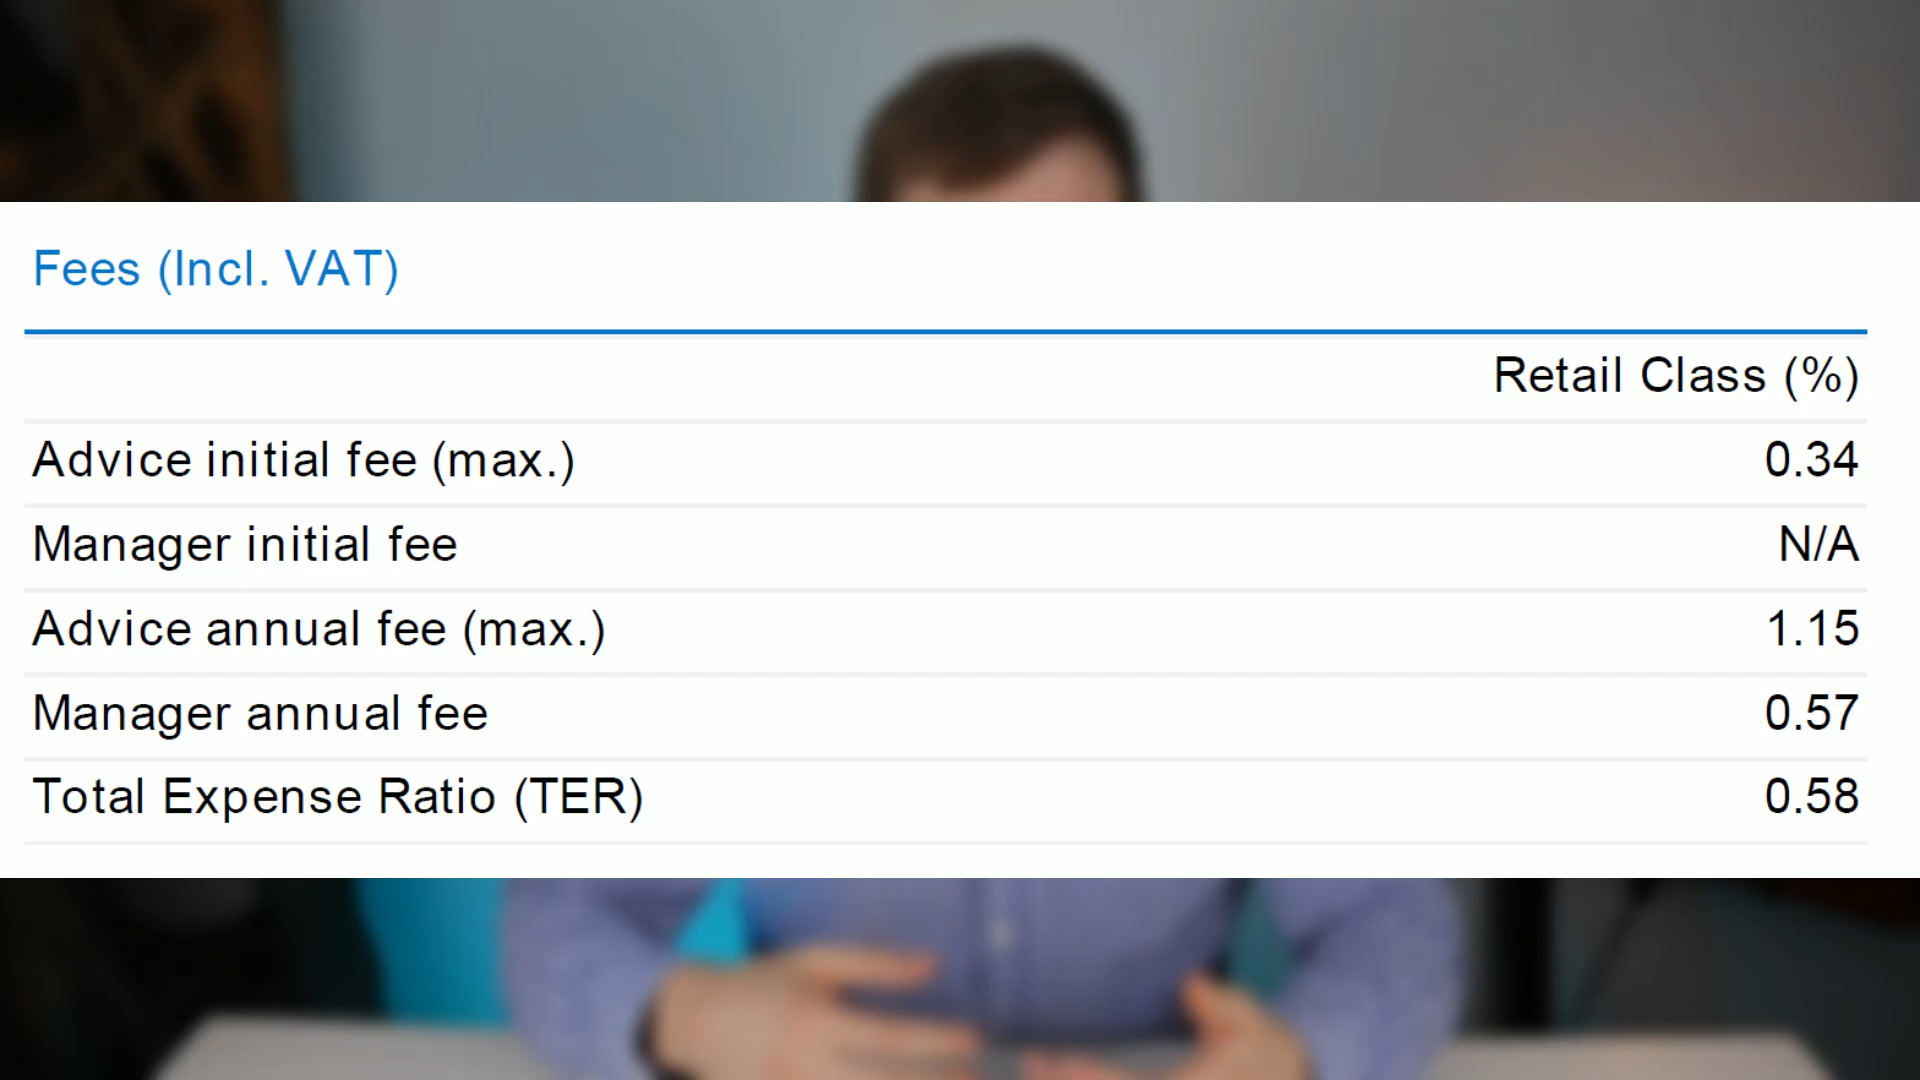 Fees (Incl. VAT)
Retail Class (%)
Advice initial fee (max.) 0.34
Manager initial fee N/A
Advice annual fee (max.) 1.15
Manager annual fee 0.57
Total Expense Ratio (TER) 0.58